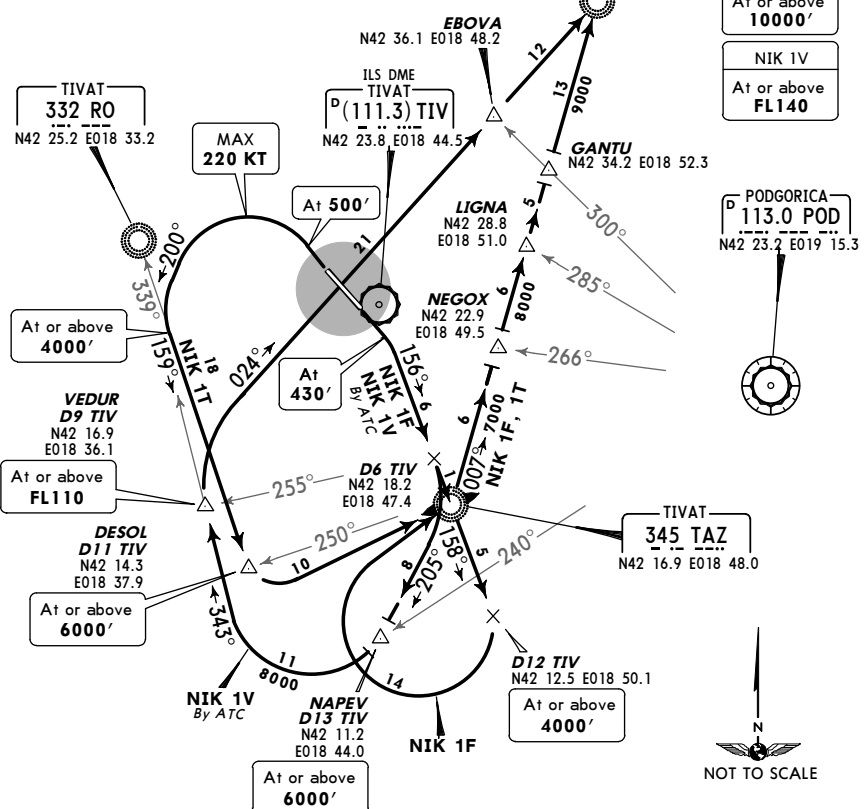 At or above
10000'
NIK 1V
At or above
FL140
EBOVA
N42 36.1 E018 48.2
12
13
9000
TIVAT
332 RO
N42 25.2 E018 33.2
ILS DME
TIVAT
D (111.3) TIV
N42 23.8 E018 44.5
MAX
220 KT
At 500'
GANTU
N42 34.2 E018 52.3
LIGNA
N42 28.8
E018 51.0
5
300°
PODGORICA
D 113.0 POD
N42 23.2 E019 15.3
200°
21
285°
339°
NEGOX
N42 22.9
E018 49.5
6
8000
At or above
4000'
159°
18
NIK 1T
024°
At
430'
156°
6
NIK 1F
NIK 1V
By ATC
266°
VEDUR
D9 TIV
N42 16.9
E018 36.1
At or above
FL110
6
7000
007°
NIK 1F, 1T
D6 TIV
N42 18.2
E018 47.4
1
255°
250°
TIVAT
345 TAZ
N42 16.9 E018 48.0
DESOL
D11 TIV
N42 14.3
E018 37.9
At or above
6000'
10
8
205°
158°
5
240°
343°
11
8000
14
NIK 1V
By ATC
NAPEV
D13 TIV
N42 11.2
E018 44.0
At or above
6000'
NIK 1F
D12 TIV
N42 12.5 E018 50.1
At or above
4000'
N
NOT TO SCALE